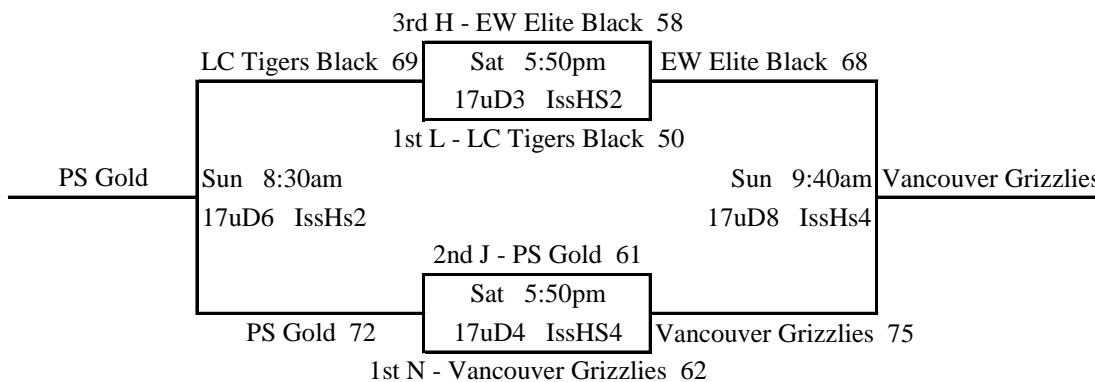 3rd H - EW Elite Black 58
LC Tigers Black 69
Sat 5:50pm
EW Elite Black 68
17uD3 IssHS2
1st L - LC Tigers Black 50
PS Gold
Sun 8:30am
Sun 9:40am
Vancouver Grizzlies
17uD6 IssHs2
17uD8 IssHs4
2nd J - PS Gold 61
Sat 5:50pm
PS Gold 72
17uD4 IssHS4
Vancouver Grizzlies 75
1st N - Vancouver Grizzlies 62